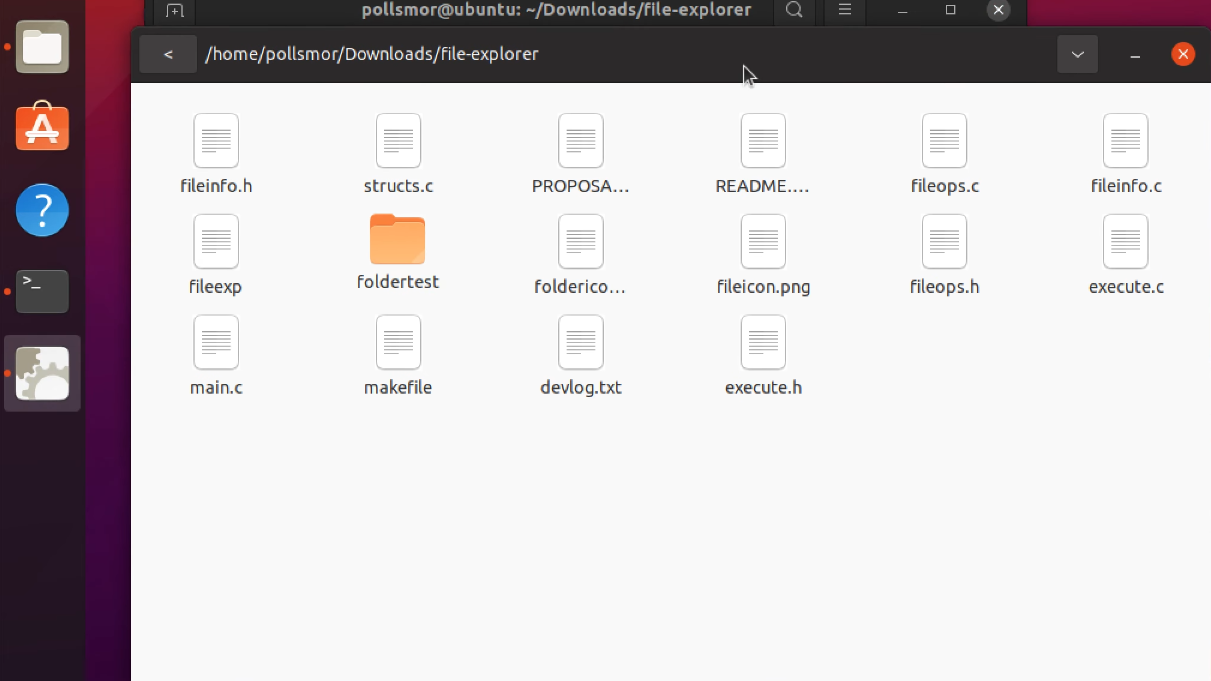 pollsmor@ubuntu: ~/Downloads/file-explorer
< /home/pollsmor/Downloads/file-explorer
fileinfo.h structs.c PROPOSA... README.... fileops.c fileinfo.c
fileexp foldertest folderico... fileicon.png fileops.h execute.c
main.c makefile devlog.txt execute.h